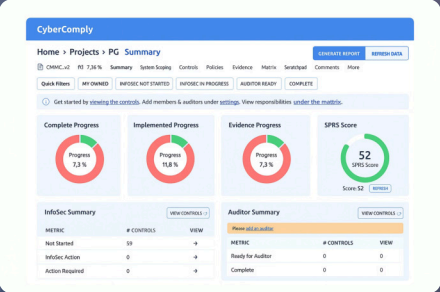 CyberComply
Home > Projects > PG Summary
GENERATE REPORT REFRESH DATA
CMMC.v2 7,36 % Summary System Scoping Controls Policies Evidence Matrix Scratchpad Comments More
Quick Filters MY OWNED INFOSEC NOT STARTED INFOSEC IN PROGRESS AUDITOR READY COMPLETE
Get started by viewing the controls. Add members & auditors under settings. View responsibilities under the mattrix.
Complete Progress Implemented Progress Evidence Progress SPRS Score
Progress
7,3 %
Progress
11,8 %
Progress
7,3 %
52
SPRS Score
Score: 52 REFRESH
InfoSec Summary VIEW CONTROLS
METRIC # CONTROLS VIEW
Not Started 59 →
InfoSec Action 0 →
Action Required 0 →
Auditor Summary VIEW CONTROLS
Please add an auditor
METRIC # CONTROLS VIEW
Ready for Auditor 0 0
Complete 0 0